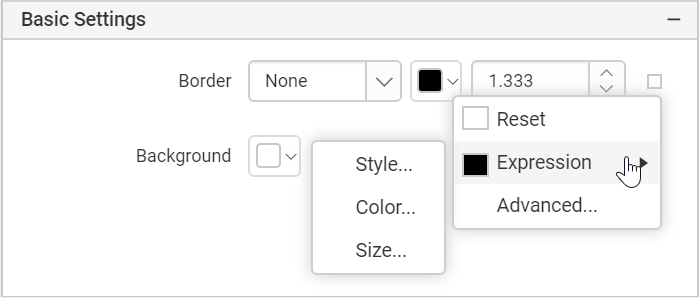 Basic Settings
Border None 1.333
Reset
Background
Style...
Expression
Color...
Advanced...
Size...